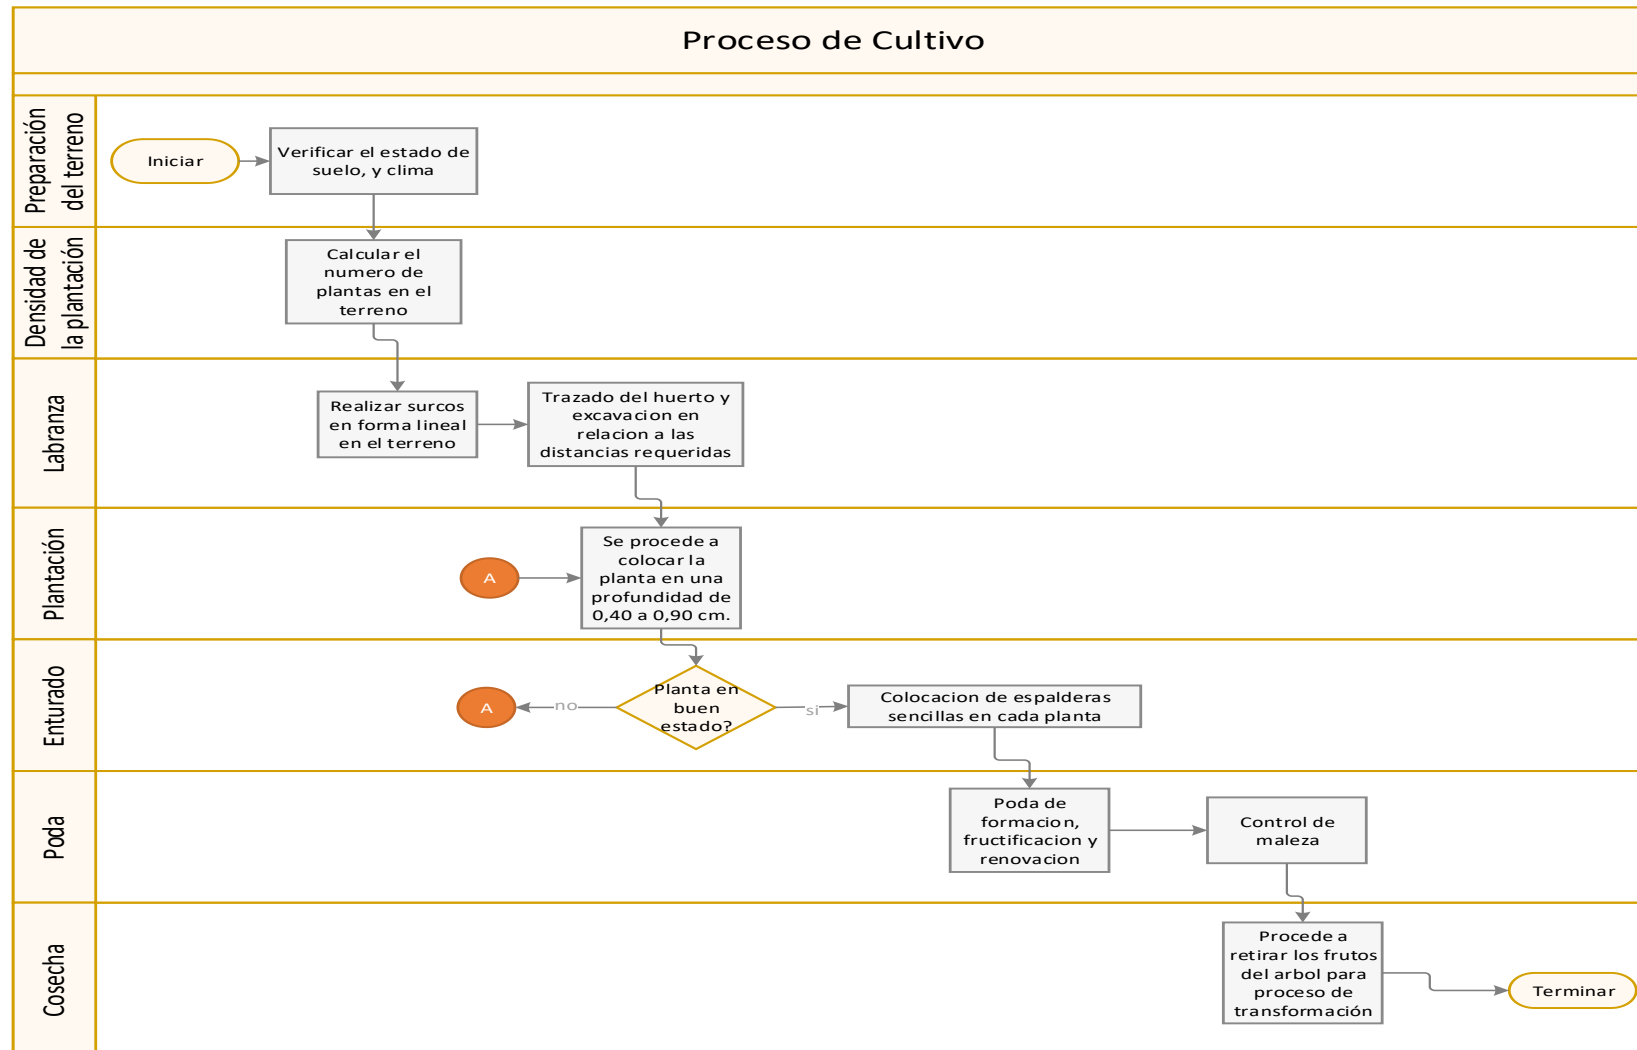 Proceso de Cultivo
Preparación
del terreno
Iniciar
Verificar el estado de
suelo, y clima
Densidad de
la plantación
Calcular el
numero de
plantas en el
terreno
Labranza
Realizar surcos
en forma lineal
en el terreno
Trazado del huerto y
excavacion en
relacion a las
distancias requeridas
Plantación
A
Se procede a
colocar la
planta en una
profundidad de
0,40 a 0,90 cm.
Enturado
A
no
Planta en
buen
estado?
si
Colocacion de espalderas
sencillas en cada planta
Poda
Poda de
formacion,
fructificacion y
renovacion
Control de
maleza
Cosecha
Procede a
retirar los frutos
del arbol para
proceso de
transformación
Terminar